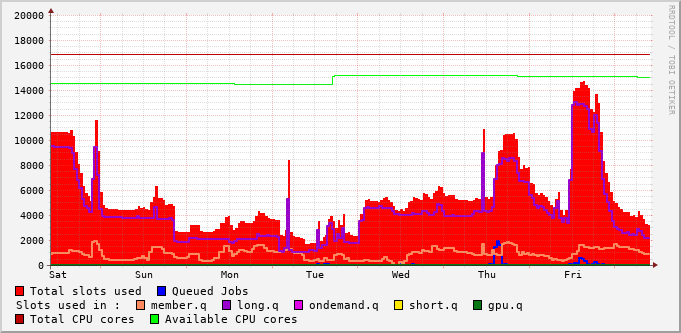 20000
18000
16000
14000
12000
10000
8000
6000
4000
2000
0
Sat Sun Mon Tue Wed Thu Fri
RRDTOOL / TOBI OETIKER
Total slots used Queued Jobs
Slots used in : member.q long.q ondemand.q short.q gpu.q
Total CPU cores Available CPU cores